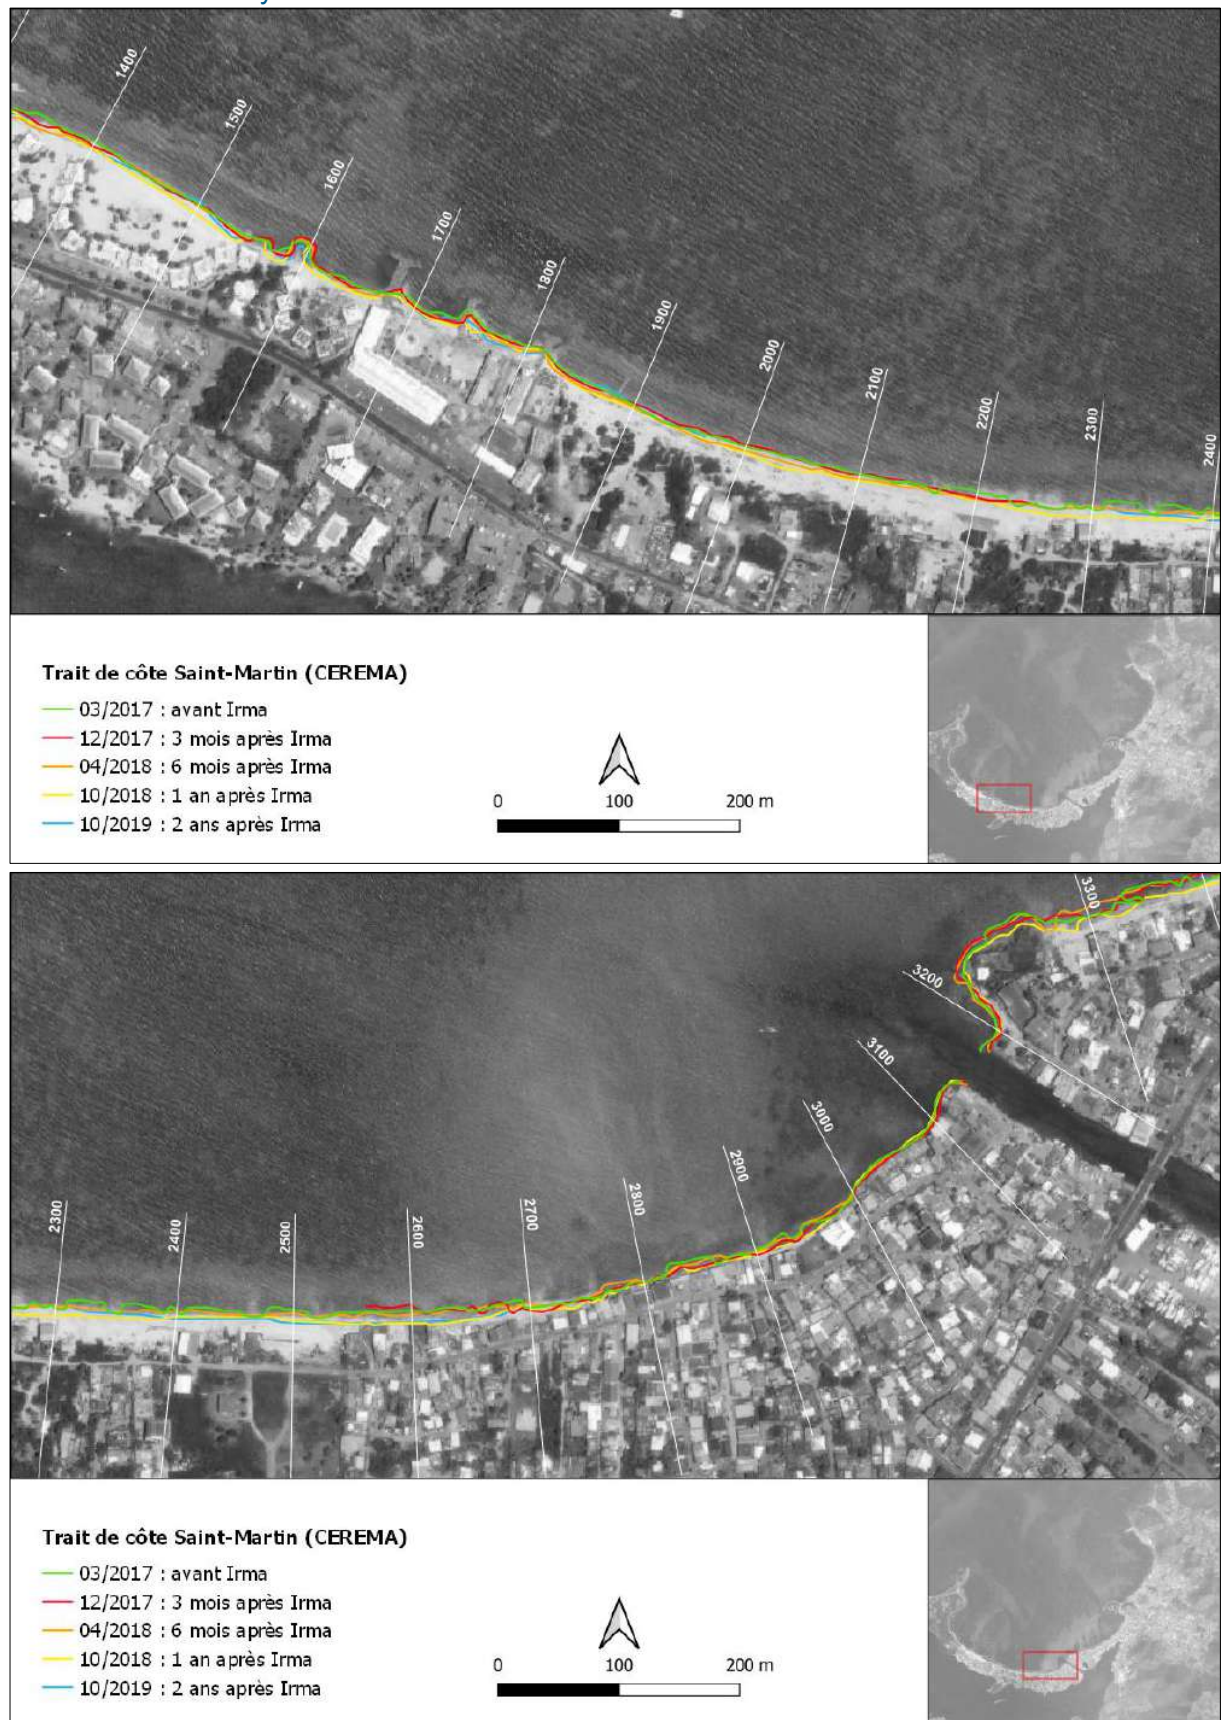 1400
1500
1600
1700
1800
1900
2000
2100
2200
2300
2400
Trait de côte Saint-Martin (CEREMA)
03/2017 : avant Irma
12/2017 : 3 mois après Irma
04/2018 : 6 mois après Irma
10/2018 : 1 an après Irma
10/2019 : 2 ans après Irma
0 100 200 m
3300
3200
3100
3000
2900
2800
2700
2600
2500
2400
2300
Trait de côte Saint-Martin (CEREMA)
03/2017 : avant Irma
12/2017 : 3 mois après Irma
04/2018 : 6 mois après Irma
10/2018 : 1 an après Irma
10/2019 : 2 ans après Irma
0 100 200 m